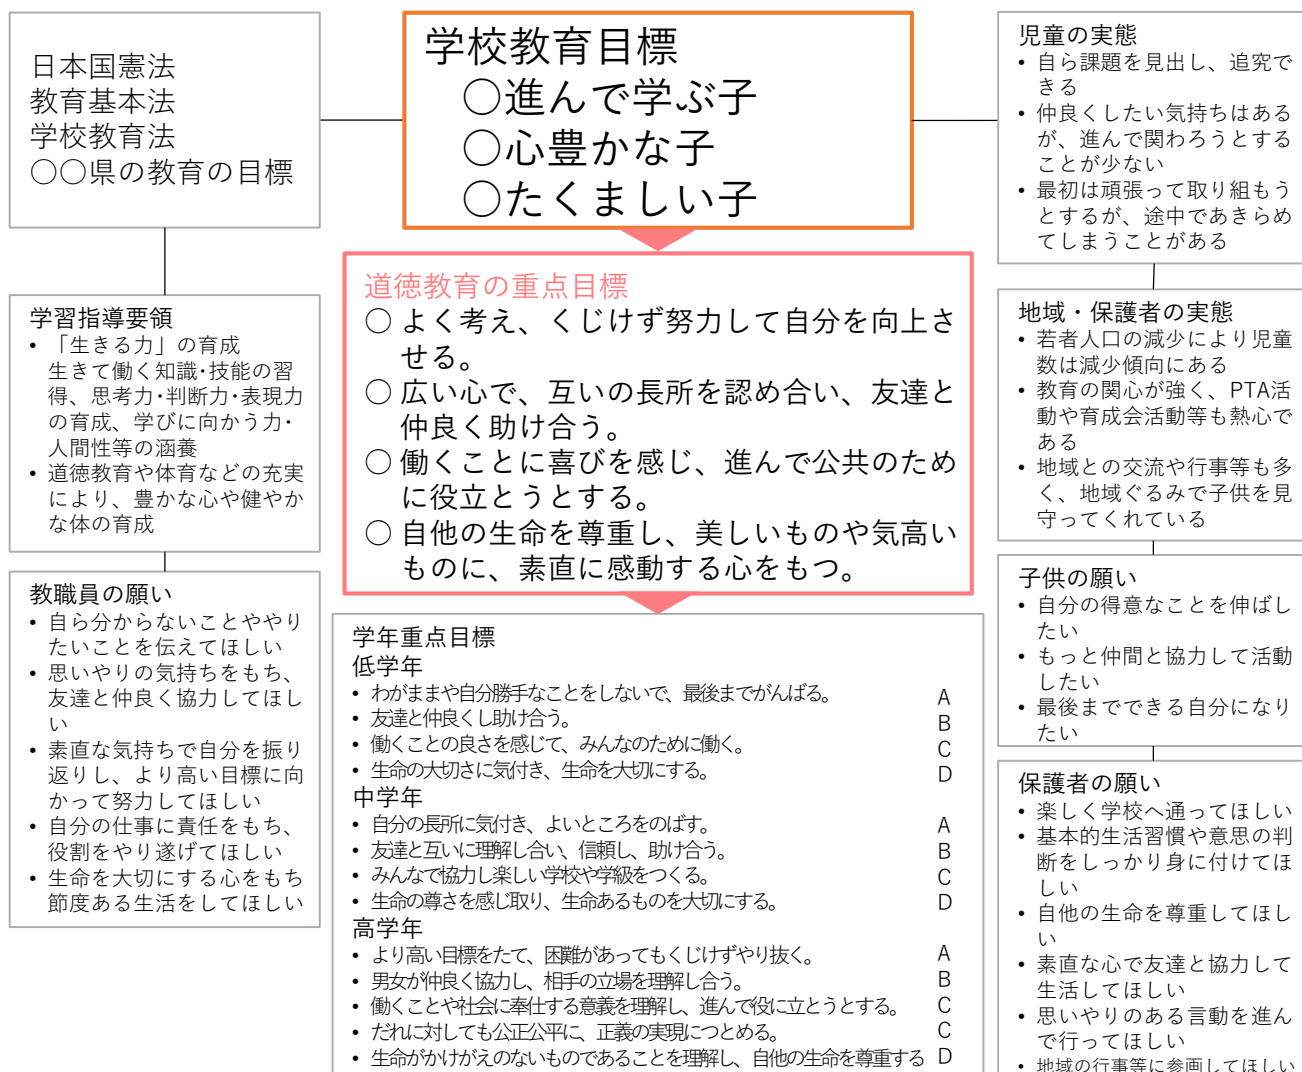 日本国憲法
教育基本法
学校教育法
○○県の教育の目標
学校教育目標
○進んで学ぶ子
○心豊かな子
○たくましい子
児童の実態
• 自ら課題を見出し、追究で
きる
• 仲良くしたい気持ちはある
が、進んで関わろうとする
ことが少ない
• 最初は頑張って取り組もう
とするが、途中であきらめ
てしまうことがある
学習指導要領
• 「生きる力」の育成
生きて働く知識・技能の習
得、思考力・判断力・表現力
の育成、学びに向かう力・
人間性等の涵養
• 道徳教育や体育などの充実
により、豊かな心や健やか
な体の育成
道徳教育の重点目標
○ よく考え、くじけず努力して自分を向上さ
せる。
○ 広い心で、互いの長所を認め合い、友達と
仲良く助け合う。
○ 働くことに喜びを感じ、進んで公共のため
に役立とうとする。
○ 自他の生命を尊重し、美しいものや気高い
ものに、素直に感動する心をもつ。
地域・保護者の実態
• 若者人口の減少により児童
数は減少傾向にある
• 教育の関心が強く、PTA活
動や育成会活動等も熱心で
ある
• 地域との交流や行事等も多
く、地域ぐるみで子供を見
守ってくれている
教職員の願い
• 自ら分からないことややり
たいことを伝えてほしい
• 思いやりの気持ちをもち、
友達と仲良く協力してほし
い
• 素直な気持ちで自分を振り
返りし、より高い目標に向
かって努力してほしい
• 自分の仕事に責任をもち、
役割をやり遂げてほしい
• 生命を大切にする心をもち
節度ある生活をしてほしい
学年重点目標
低学年
• わがままや自分勝手なことをしないで、最後までがんばる。 A
• 友達と仲良くし助け合う。 B
• 働くことの良さを感じて、みんなのために働く。 C
• 生命の大切さに気付き、生命を大切にする。 D
中学年
• 自分の長所に気付き、よいところをのばす。 A
• 友達と互いに理解し合い、信頼し、助け合う。 B
• みんなで協力し楽しい学校や学級をつくる。 C
• 生命の尊さを感じ取り、生命あるものを大切にする。 D
高学年
• より高い目標をたて、困難があってもくじけずやり抜く。 A
• 男女が仲良く協力し、相手の立場を理解し合う。 B
• 働くことや社会に奉仕する意義を理解し、進んで役に立とうとする。 C
• だれに対しても公正公平に、正義の実現につとめる。 C
• 生命がかけがえのないものであることを理解し、自他の生命を尊重する D
子供の願い
• 自分の得意なことを伸ばし
たい
• もっと仲間と協力して活動
したい
• 最後までできる自分になり
たい
保護者の願い
• 楽しく学校へ通ってほしい
• 基本的生活習慣や意思の判
断をしっかり身に付けてほ
しい
• 自他の生命を尊重してほし
い
• 素直な心で友達と協力して
生活してほしい
• 思いやりのある言動を進ん
で行ってほしい
• 地域の行事等に参画してほしい